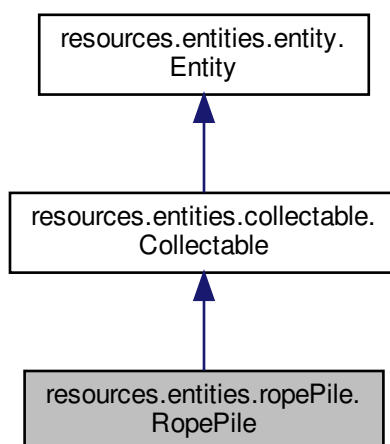 resources.entities.entity.
Entity
resources.entities.collectable.
Collectable
resources.entities.ropePile.
RopePile